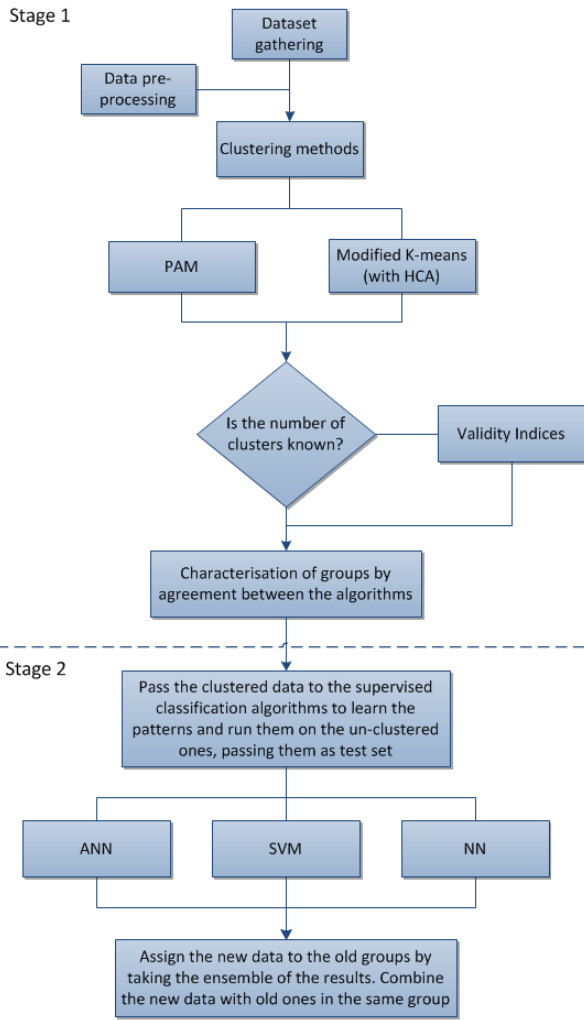 Stage 1
Dataset
gathering
Data pre-
processing
Clustering methods
PAM
Modified K-means
(with HCA)
Is the number of
clusters known?
Validity Indices
Characterisation of groups by
agreement between the algorithms
Stage 2
Pass the clustered data to the supervised
classification algorithms to learn the
patterns and run them on the un-clustered
ones, passing them as test set
ANN
SVM
NN
Assign the new data to the old groups by
taking the ensemble of the results. Combine
the new data with old ones in the same group